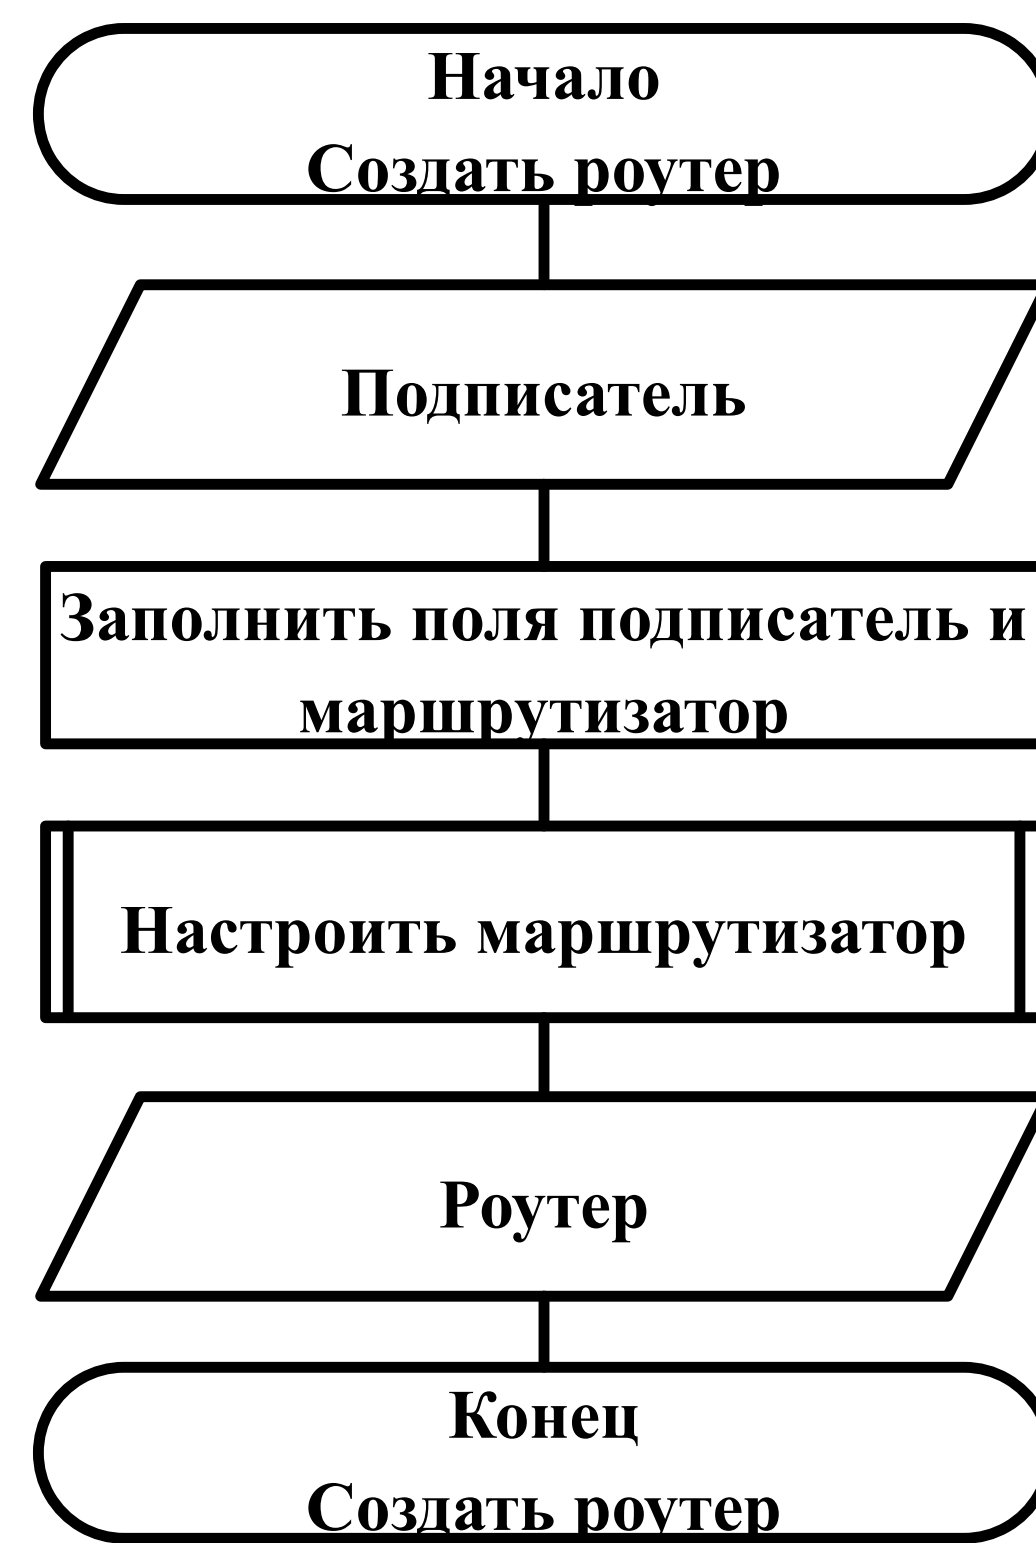 Начало
Создать роутер
Подписатель
Заполнить поля подписатель и
маршрутизатор
Настроить маршрутизатор
Роутер
Конец
Создать роутер